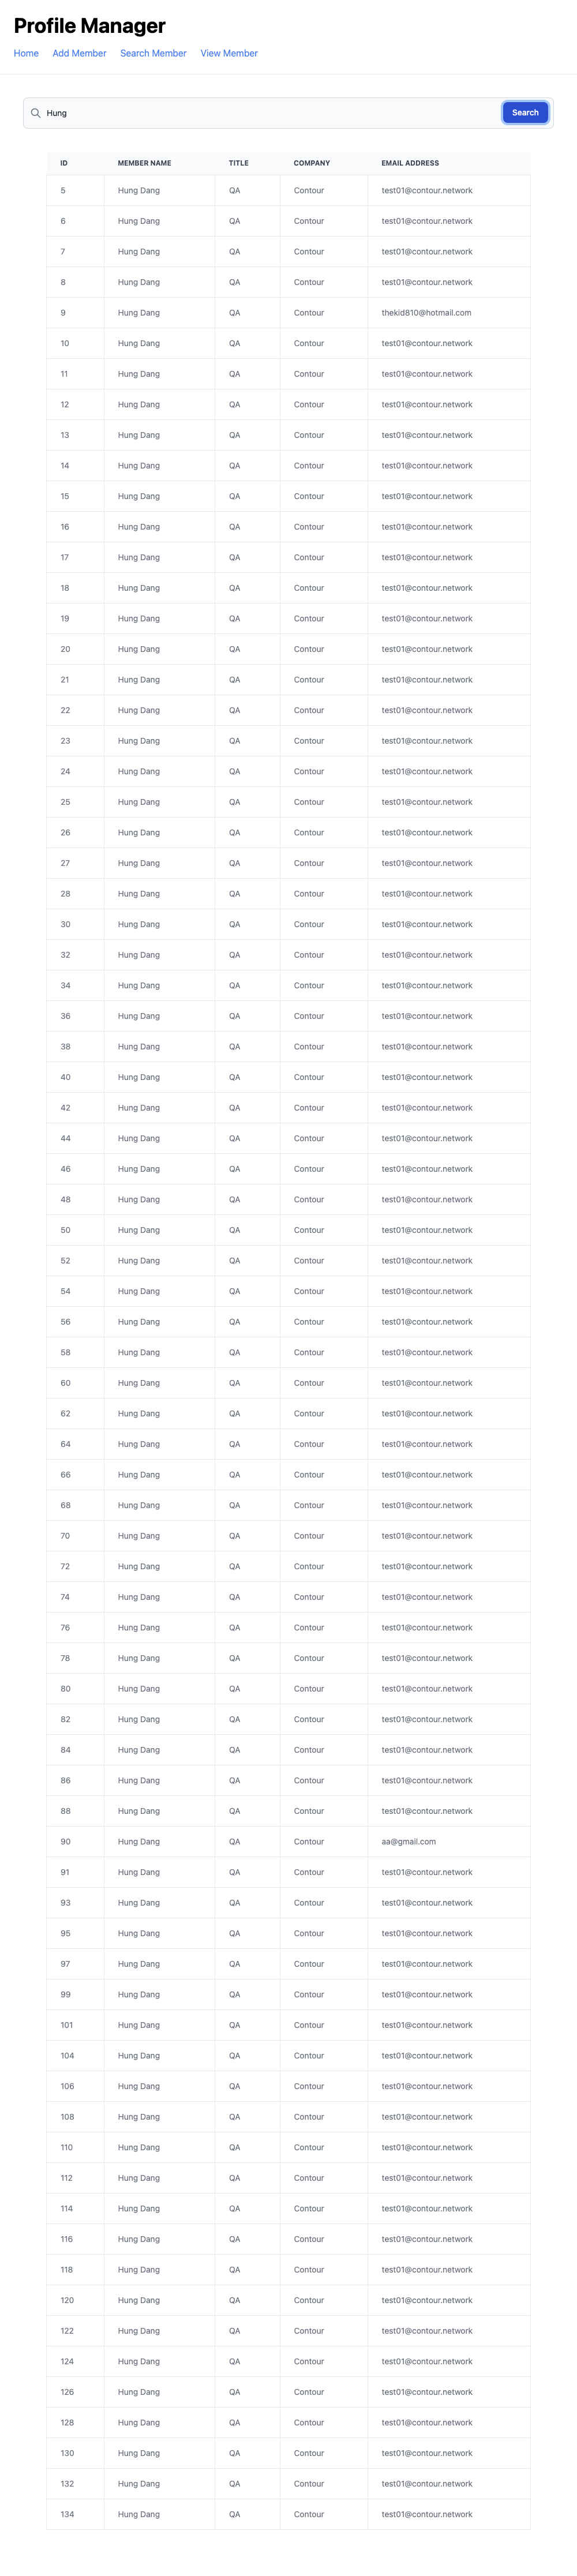 Profile Manager
Home Add Member Search Member View Member
Hung Search
ID MEMBER NAME TITLE COMPANY EMAIL ADDRESS
5 Hung Dang QA Contour test01@contour.network
6 Hung Dang QA Contour test01@contour.network
7 Hung Dang QA Contour test01@contour.network
8 Hung Dang QA Contour test01@contour.network
9 Hung Dang QA Contour thekid810@hotmail.com
10 Hung Dang QA Contour test01@contour.network
11 Hung Dang QA Contour test01@contour.network
12 Hung Dang QA Contour test01@contour.network
13 Hung Dang QA Contour test01@contour.network
14 Hung Dang QA Contour test01@contour.network
15 Hung Dang QA Contour test01@contour.network
16 Hung Dang QA Contour test01@contour.network
17 Hung Dang QA Contour test01@contour.network
18 Hung Dang QA Contour test01@contour.network
19 Hung Dang QA Contour test01@contour.network
20 Hung Dang QA Contour test01@contour.network
21 Hung Dang QA Contour test01@contour.network
22 Hung Dang QA Contour test01@contour.network
23 Hung Dang QA Contour test01@contour.network
24 Hung Dang QA Contour test01@contour.network
25 Hung Dang QA Contour test01@contour.network
26 Hung Dang QA Contour test01@contour.network
27 Hung Dang QA Contour test01@contour.network
28 Hung Dang QA Contour test01@contour.network
30 Hung Dang QA Contour test01@contour.network
32 Hung Dang QA Contour test01@contour.network
34 Hung Dang QA Contour test01@contour.network
36 Hung Dang QA Contour test01@contour.network
38 Hung Dang QA Contour test01@contour.network
40 Hung Dang QA Contour test01@contour.network
42 Hung Dang QA Contour test01@contour.network
44 Hung Dang QA Contour test01@contour.network
46 Hung Dang QA Contour test01@contour.network
48 Hung Dang QA Contour test01@contour.network
50 Hung Dang QA Contour test01@contour.network
52 Hung Dang QA Contour test01@contour.network
54 Hung Dang QA Contour test01@contour.network
56 Hung Dang QA Contour test01@contour.network
58 Hung Dang QA Contour test01@contour.network
60 Hung Dang QA Contour test01@contour.network
62 Hung Dang QA Contour test01@contour.network
64 Hung Dang QA Contour test01@contour.network
66 Hung Dang QA Contour test01@contour.network
68 Hung Dang QA Contour test01@contour.network
70 Hung Dang QA Contour test01@contour.network
72 Hung Dang QA Contour test01@contour.network
74 Hung Dang QA Contour test01@contour.network
76 Hung Dang QA Contour test01@contour.network
78 Hung Dang QA Contour test01@contour.network
80 Hung Dang QA Contour test01@contour.network
82 Hung Dang QA Contour test01@contour.network
84 Hung Dang QA Contour test01@contour.network
86 Hung Dang QA Contour test01@contour.network
88 Hung Dang QA Contour test01@contour.network
90 Hung Dang QA Contour aa@gmail.com
91 Hung Dang QA Contour test01@contour.network
93 Hung Dang QA Contour test01@contour.network
95 Hung Dang QA Contour test01@contour.network
97 Hung Dang QA Contour test01@contour.network
99 Hung Dang QA Contour test01@contour.network
101 Hung Dang QA Contour test01@contour.network
104 Hung Dang QA Contour test01@contour.network
106 Hung Dang QA Contour test01@contour.network
108 Hung Dang QA Contour test01@contour.network
110 Hung Dang QA Contour test01@contour.network
112 Hung Dang QA Contour test01@contour.network
114 Hung Dang QA Contour test01@contour.network
116 Hung Dang QA Contour test01@contour.network
118 Hung Dang QA Contour test01@contour.network
120 Hung Dang QA Contour test01@contour.network
122 Hung Dang QA Contour test01@contour.network
124 Hung Dang QA Contour test01@contour.network
126 Hung Dang QA Contour test01@contour.network
128 Hung Dang QA Contour test01@contour.network
130 Hung Dang QA Contour test01@contour.network
132 Hung Dang QA Contour test01@contour.network
134 Hung Dang QA Contour test01@contour.network